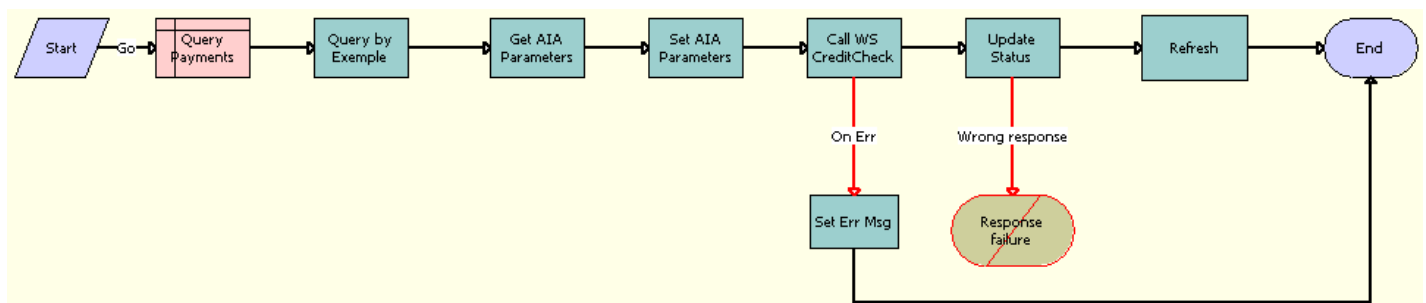 Start
Go
Query
Payments
Query by
Exemple
Get AIA
Parameters
Set AIA
Parameters
Call WS
CreditCheck
Update
Status
Refresh
End
On Err
Wrong response
Set Err Msg
Response
failure